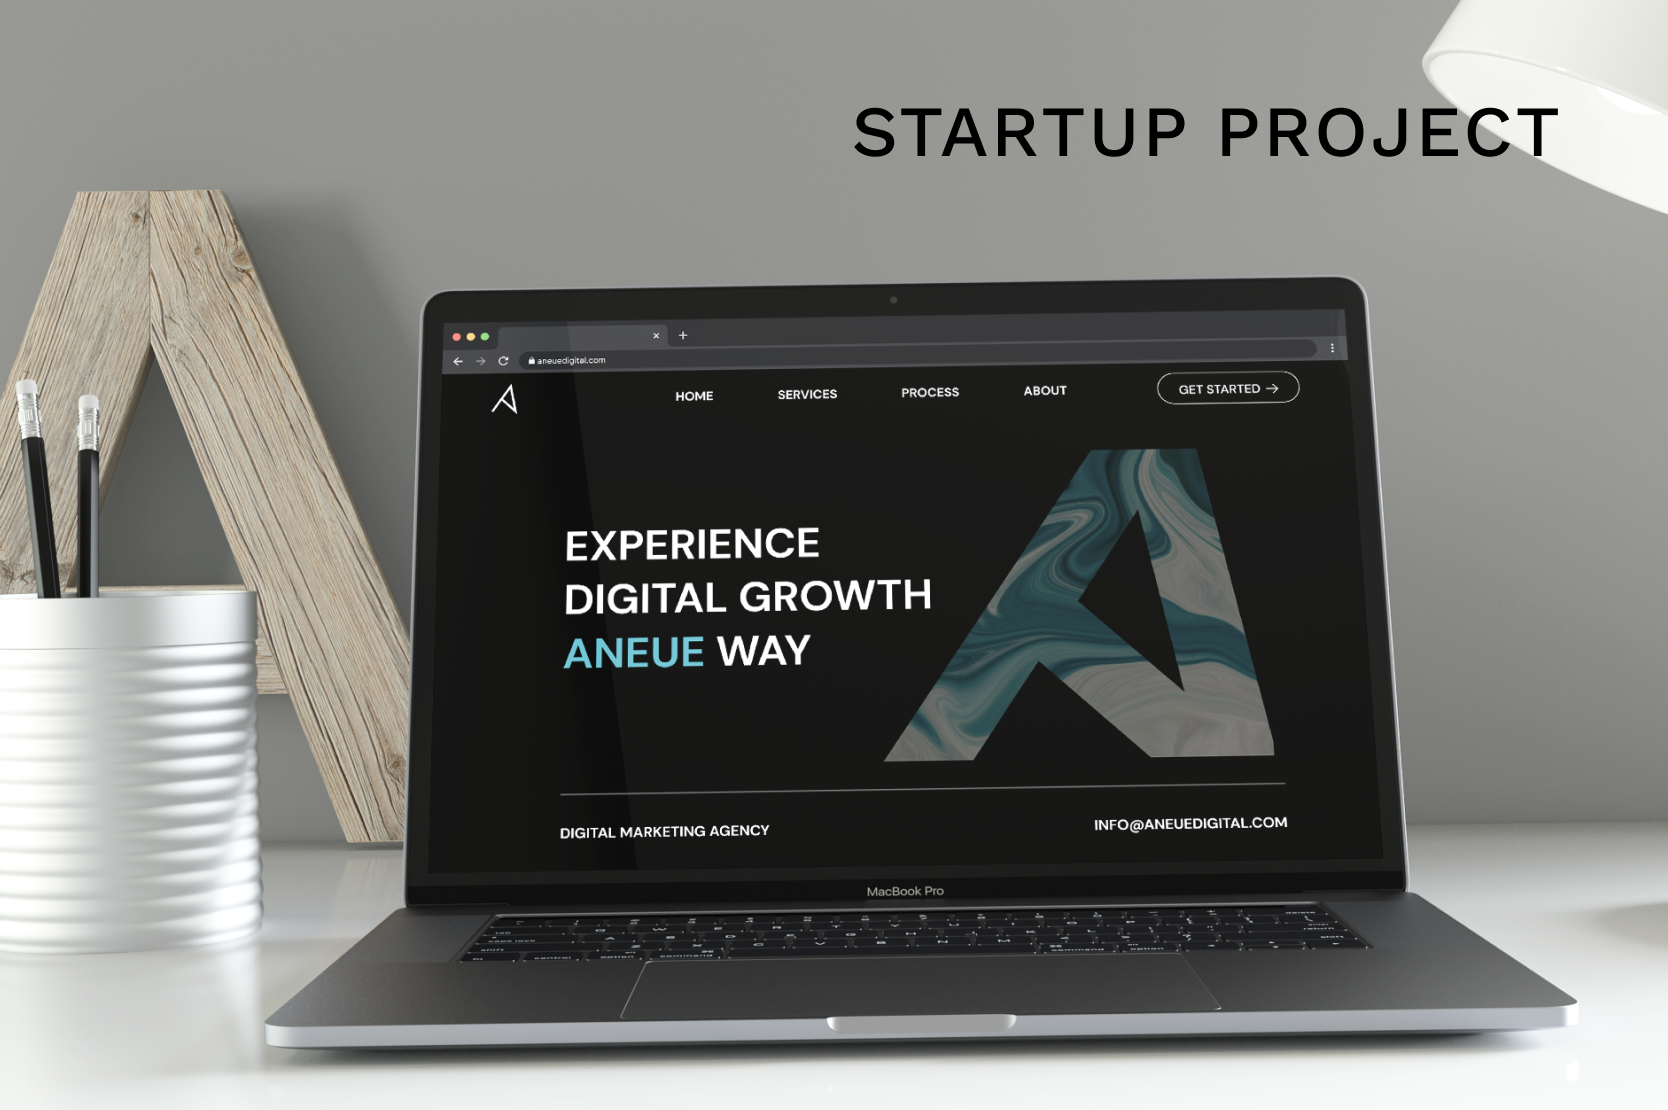 STARTUP PROJECT
aneuedigital.com
HOME SERVICES PROCESS ABOUT GET STARTED →
EXPERIENCE
DIGITAL GROWTH
ANEUE WAY
DIGITAL MARKETING AGENCY
INFO@ANEUEDIGITAL.COM
MacBook Pro